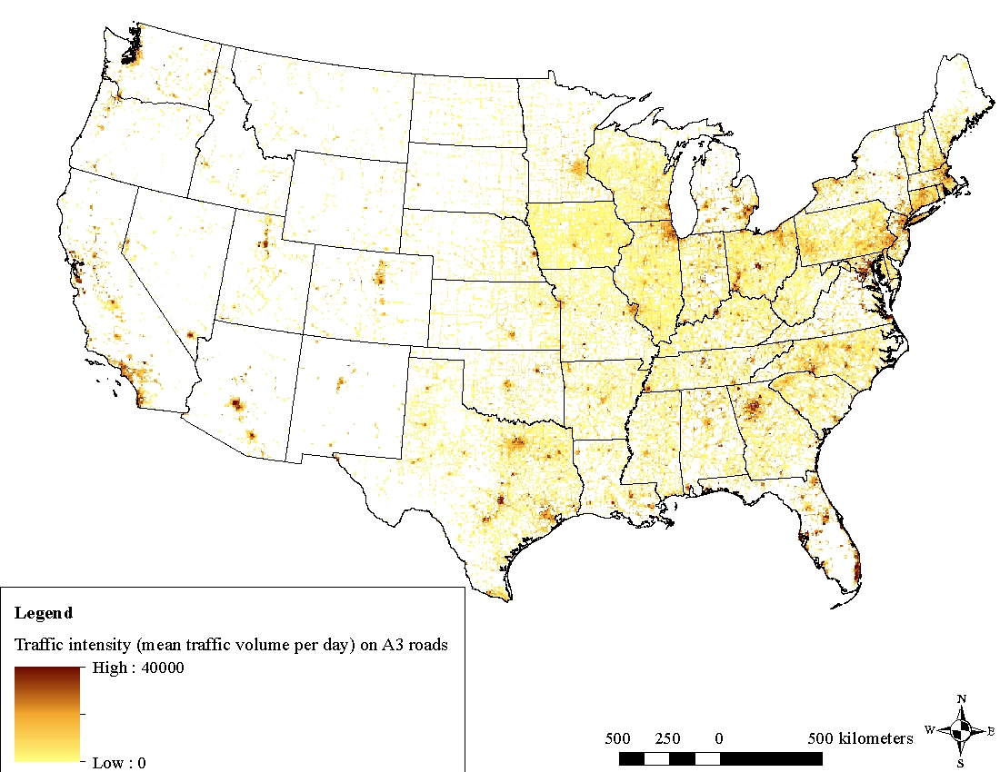 Legend
Traffic intensity (mean traffic volume per day) on A3 roads
High : 40000
Low : 0
500 250 0 500 kilometers
N
W E
S